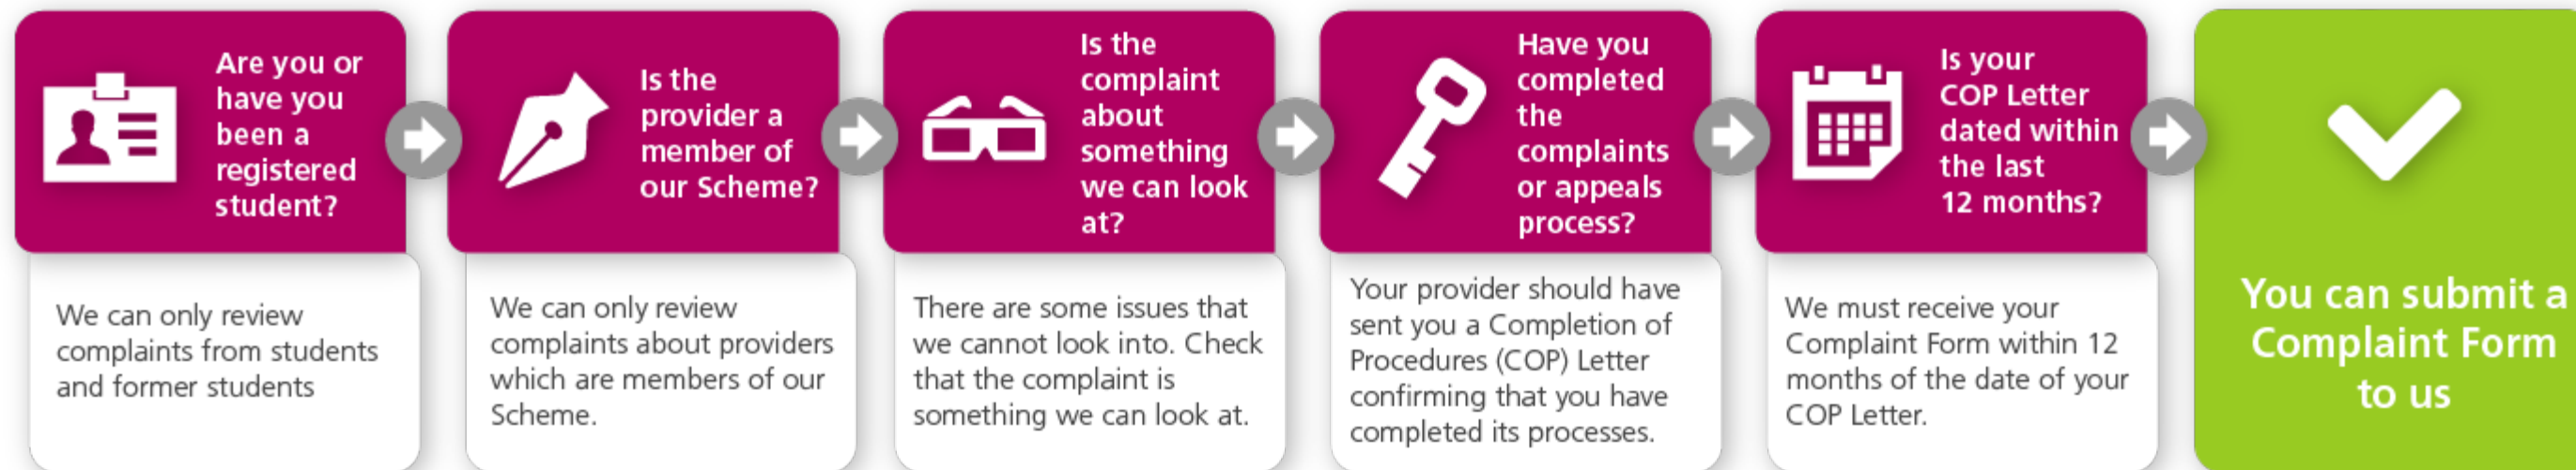 Are you or
have you
been a
registered
student?
We can only review
complaints from students
and former students
Is the
provider a
member of
our Scheme?
We can only review
complaints about providers
which are members of our
Scheme.
Is the
complaint
about
something
we can look
at?
There are some issues that
we cannot look into. Check
that the complaint is
something we can look at.
Have you
completed
the
complaints
or appeals
process?
Your provider should have
sent you a Completion of
Procedures (COP) Letter
confirming that you have
completed its processes.
Is your
COP Letter
dated within
the last
12 months?
We must receive your
Complaint Form within 12
months of the date of your
COP Letter.
You can submit a
Complaint Form
to us